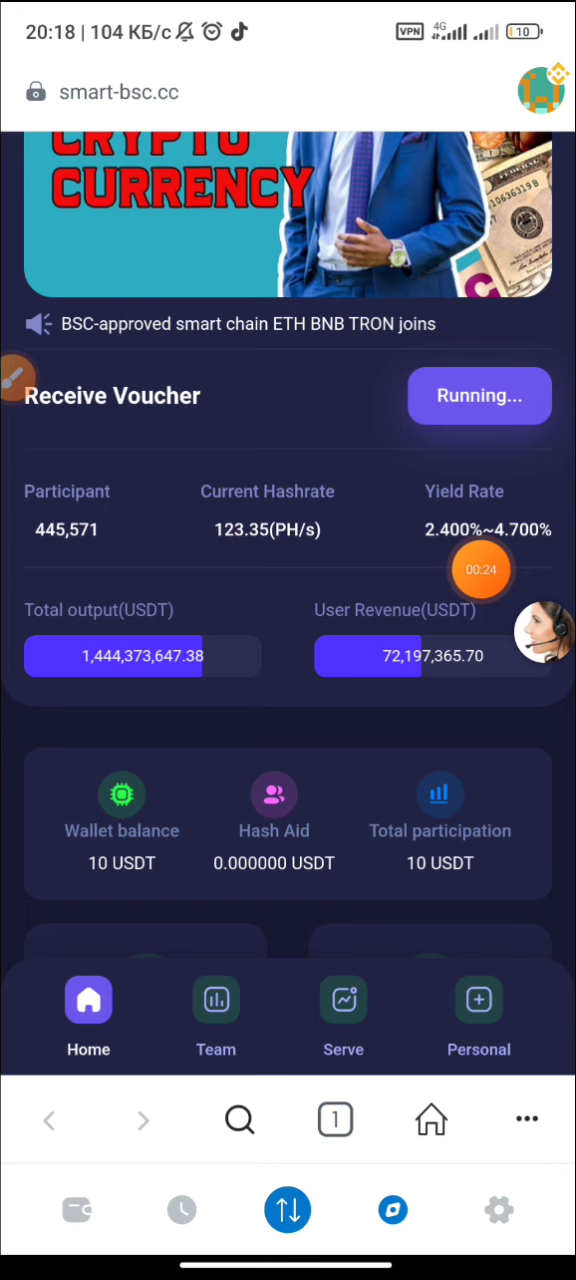 20:18 | 104 КБ/с
VPN 4G 10
smart-bsc.cc
CRYPTO
CURRENCY
10636319B
BSC-approved smart chain ETH BNB TRON joins
Receive Voucher
Running...
Participant
Current Hashrate
Yield Rate
445,571
123.35(PH/s)
2.400%~4.700%
00:24
Total output(USDT)
User Revenue(USDT)
1,444,373,647.38
72,197,365.70
Wallet balance
Hash Aid
Total participation
10 USDT
0.000000 USDT
10 USDT
Home
Team
Serve
Personal
1